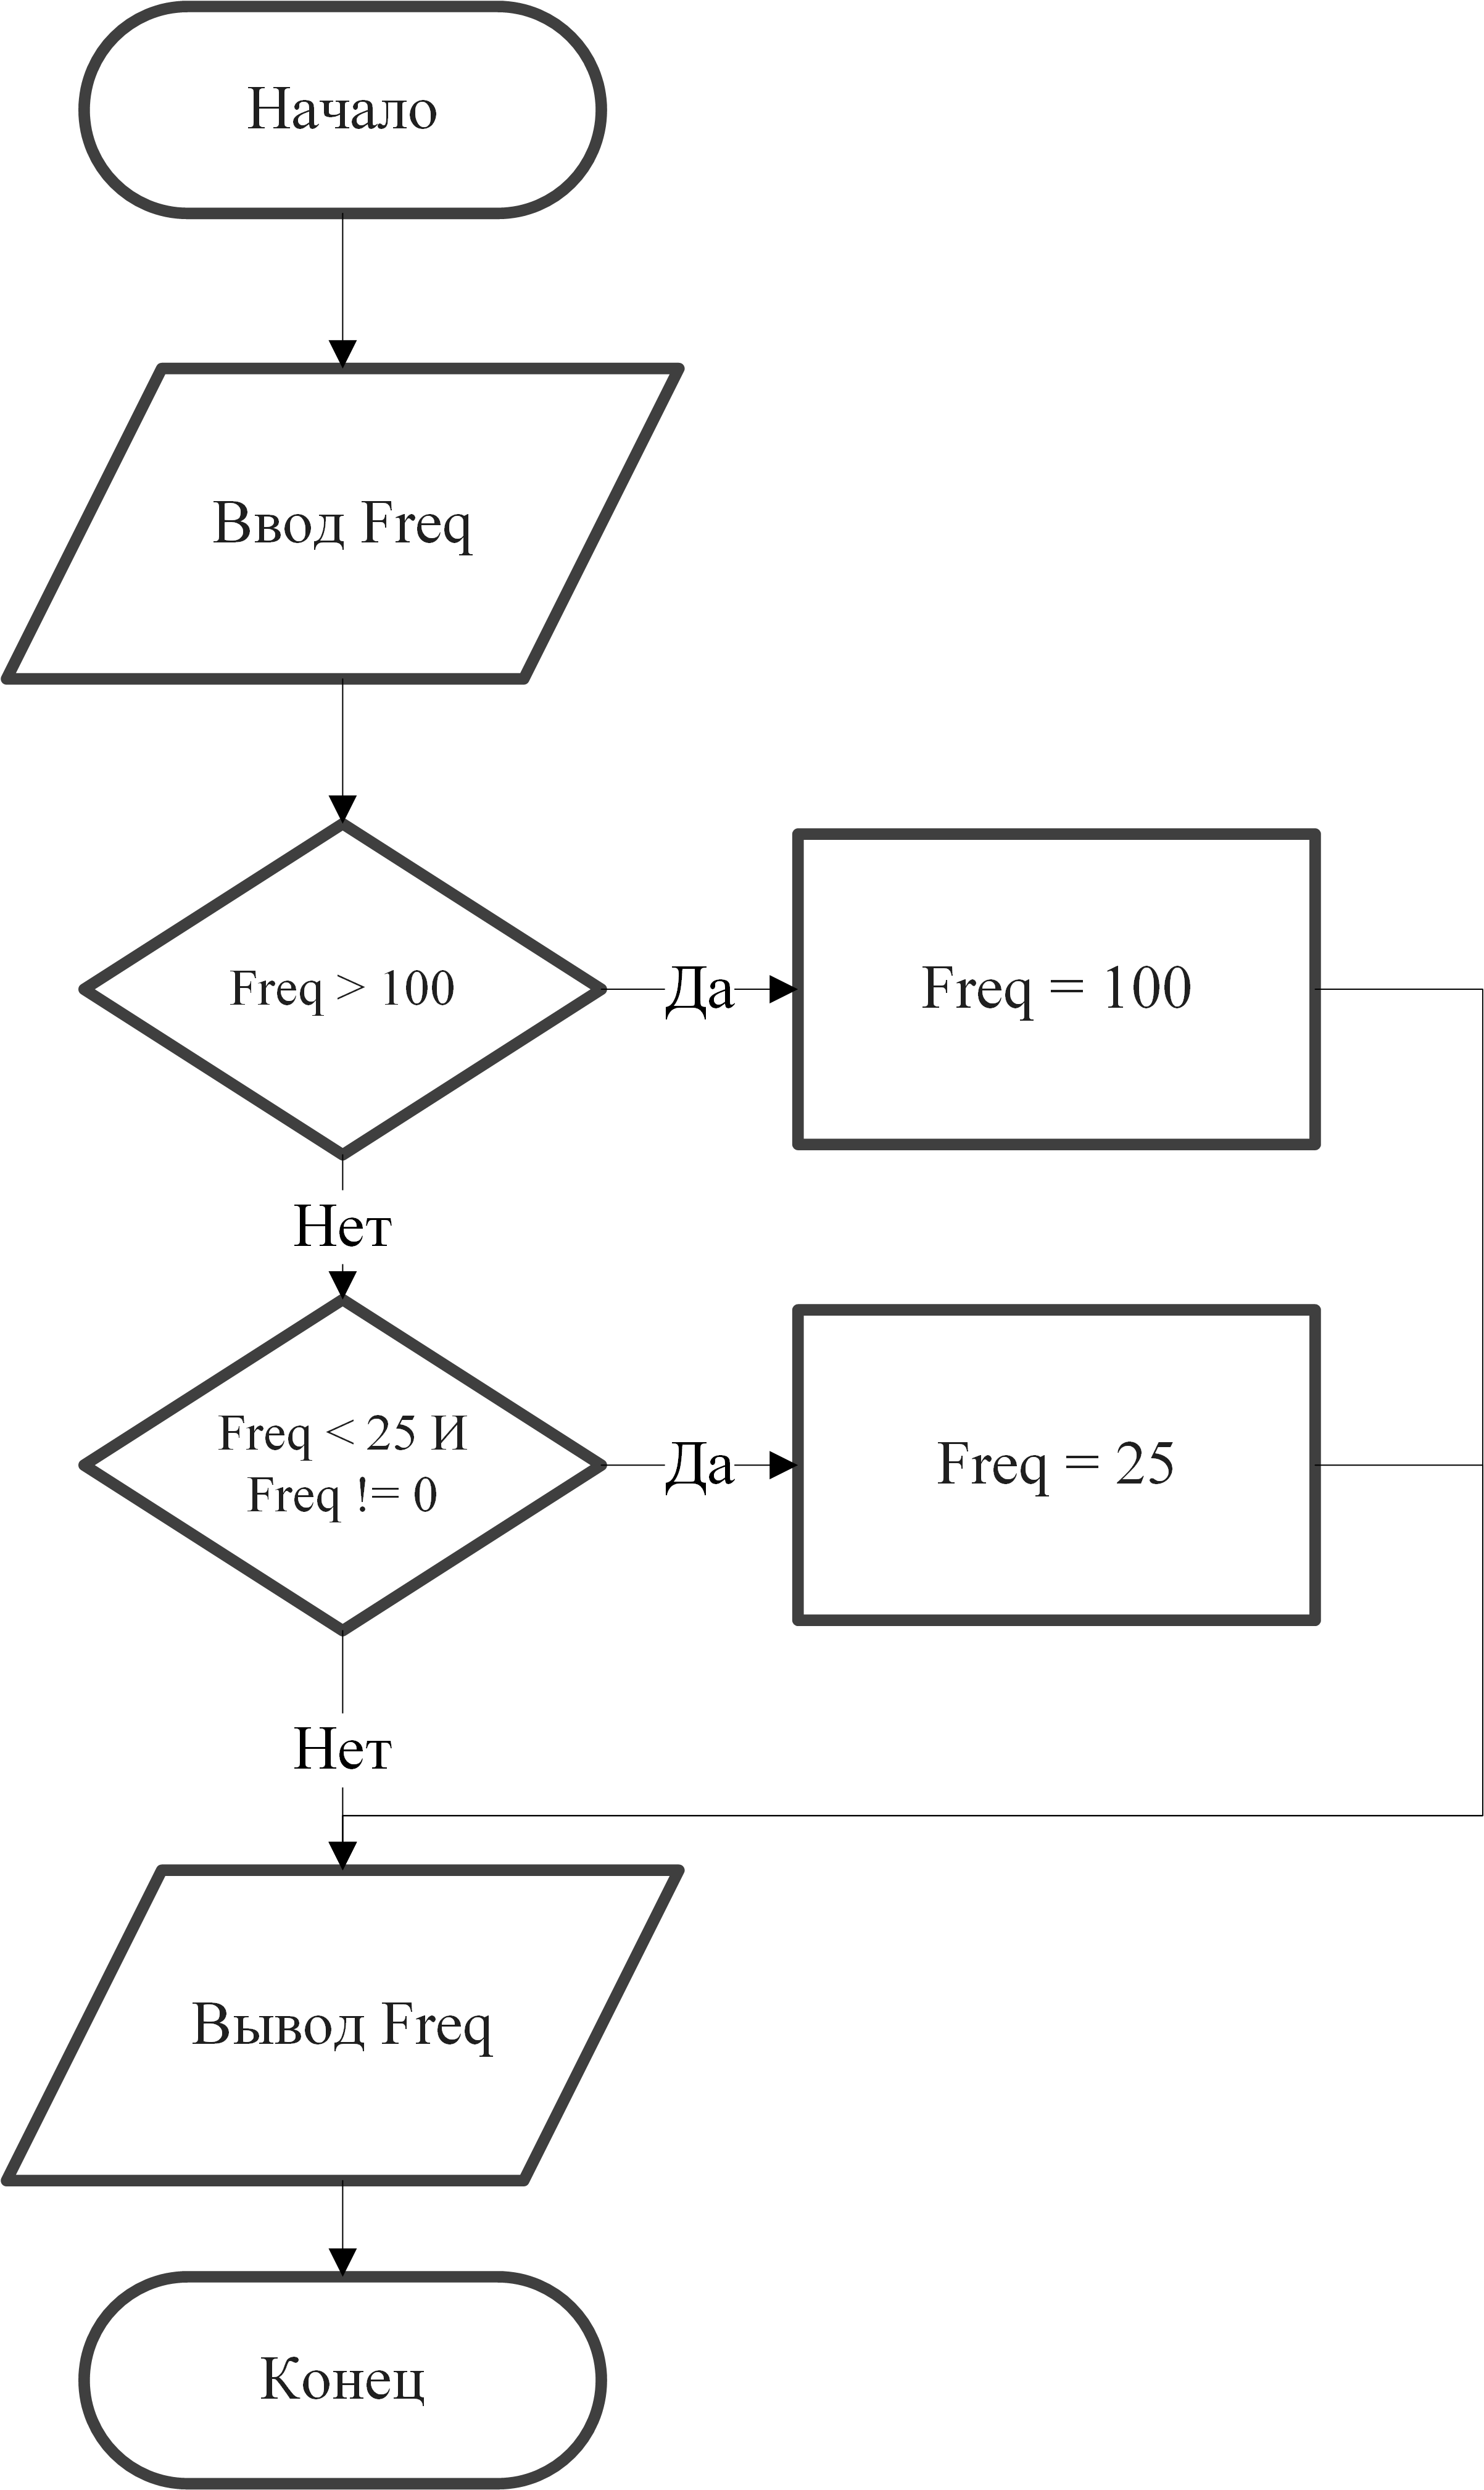 Начало
Ввод Freq
Freq > 100
Да
Freq = 100
Нет
Freq < 25 И
Freq != 0
Да
Freq = 25
Нет
Вывод Freq
Конец